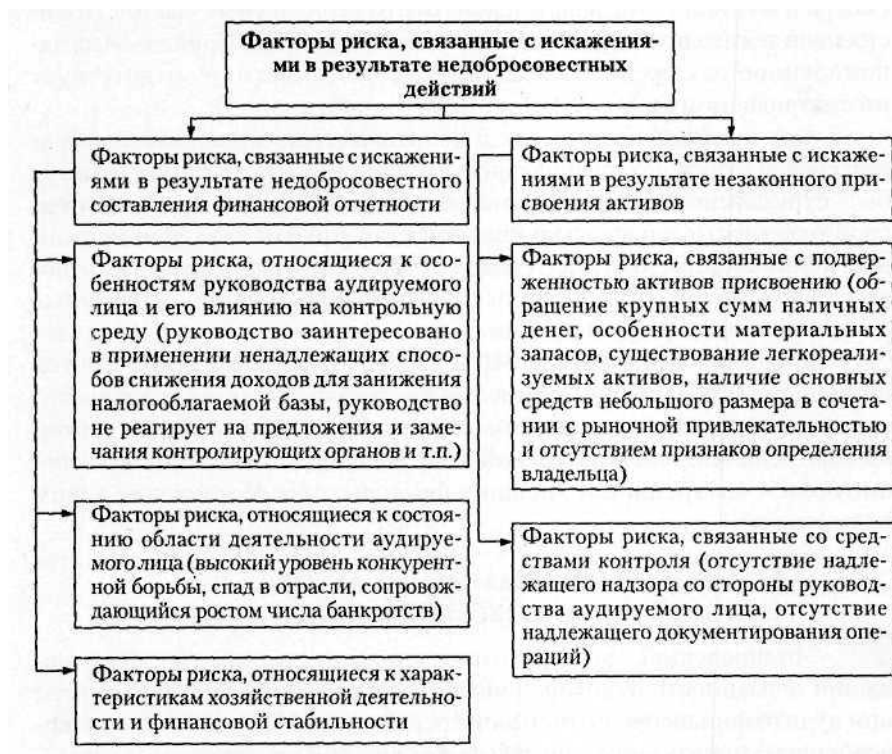 Факторы риска, связанные с искажения-
ми в результате недобросовестных
действий
Факторы риска, связанные с искажени-
ями в результате недобросовестного
составления финансовой отчетности
Факторы риска, относящиеся к осо-
бенностям руководства аудируемого
лица и его влиянию на контрольную
среду (руководство заинтересовано
в применении ненадлежащих спосо-
бов снижения доходов для занижения
налогооблагаемой базы, руководство
не реагирует на предложения и заме-
чания контролирующих органов и т.п.)
Факторы риска, относящиеся к состо-
янию области деятельности аудируе-
мого лица (высокий уровень конкурент-
ной борьбы, спад в отрасли, сопровож-
дающийся ростом числа банкротств)
Факторы риска, относящиеся к харак-
теристикам хозяйственной деятельно-
сти и финансовой стабильности
Факторы риска, связанные с искаже-
ниями в результате незаконного при-
своения активов
Факторы риска, связанные с подвер-
женностью активов присвоению (об-
ращение крупных сумм наличных
денег, особенности материальных
запасов, существование легкореали-
зуемых активов, наличие основных
средств небольшого размера в сочета-
нии с рыночной привлекательностью
и отсутствием признаков определения
владельца)
Факторы риска, связанные со сред-
ствами контроля (отсутствие надле-
жащего надзора со стороны руковод-
ства аудируемого лица, отсутствие
надлежащего документирования опе-
раций)